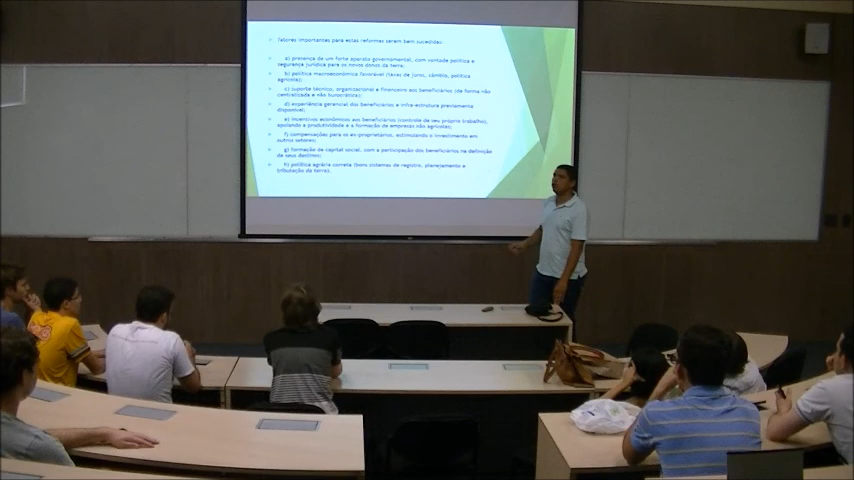 Fatores importantes para estas reformas serem bem sucedidas:
a) presença de um forte aparato governamental, com vontade política e
segurança jurídica para os novos donos da terra;
b) política macroeconômica favorável (taxas de juros, câmbio, política
agrícola);
c) suporte técnico, organizacional e financeiro aos beneficiários (de forma não
centralizada e não burocrática);
d) experiência gerencial dos beneficiários e infra-estrutura previamente
disponível;
e) incentivos econômicos aos beneficiários (controle de seu próprio trabalho),
apoiando a produtividade e a formação de empresas não agrícolas;
f) compensações para os ex-proprietários, estimulando o investimento em
outros setores;
g) formação de capital social, com a participação dos beneficiários na definição
de seus destinos;
h) política agrária correta (bons sistemas de registro, planejamento e
tributação da terra).